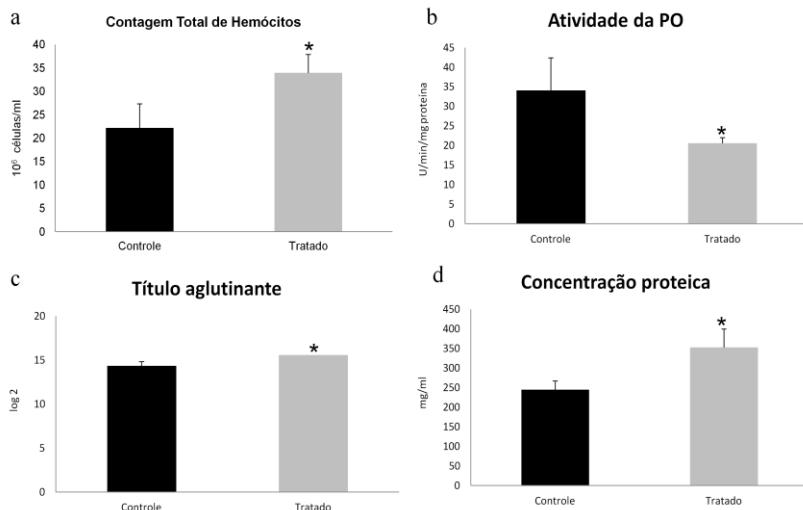 a
Contagem Total de Hemócitos
10⁶ células/ml
40
35
30
25
20
15
10
5
0
*
Controle
Tratado
b
Atividade da PO
U/min/mg proteina
45
40
35
30
25
20
15
10
5
0
*
Controle
Tratado
c
Título aglutinante
log 2
20
15
10
5
0
*
Controle
Tratado
d
Concentração proteica
mg/ml
450
400
350
300
250
200
150
100
50
0
*
Controle
Tratado